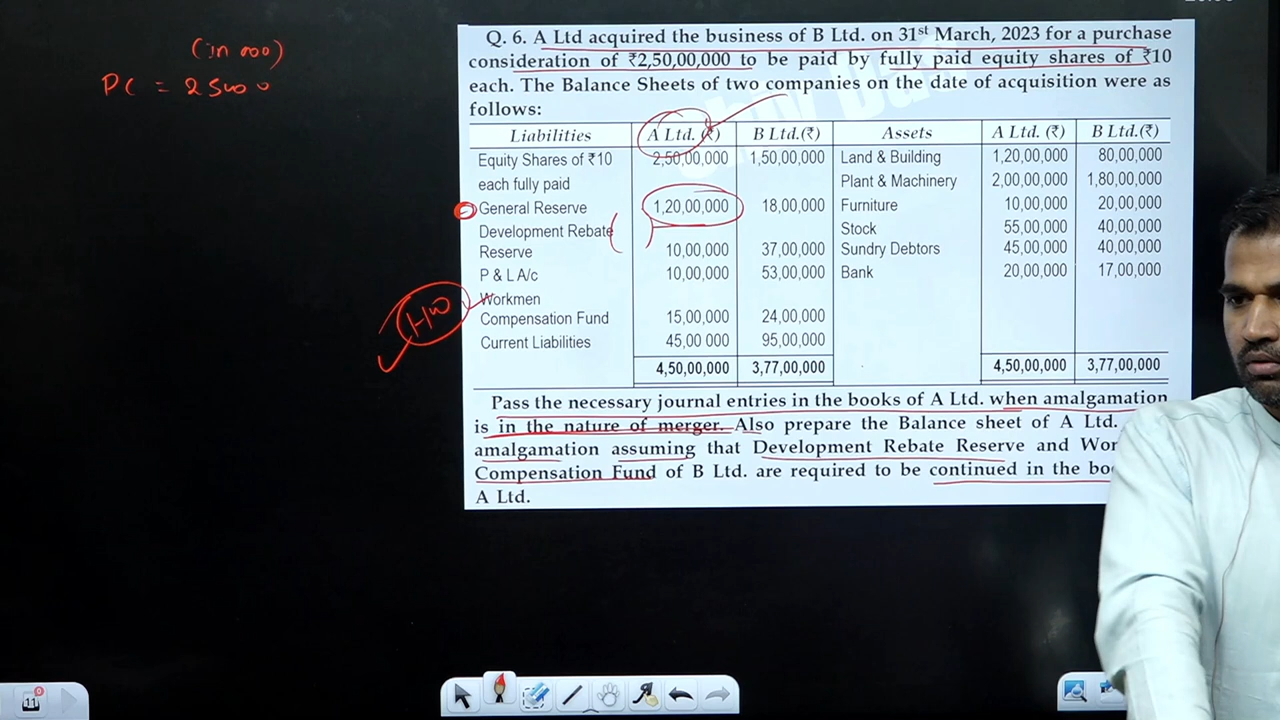 (in 000)
PC = 25000
Q. 6. A Ltd acquired the business of B Ltd. on 31st March, 2023 for a purchase
consideration of ₹2,50,00,000 to be paid by fully paid equity shares of ₹10
each. The Balance Sheets of two companies on the date of acquisition were as
follows:
Liabilities A Ltd. (₹) B Ltd.(₹) Assets A Ltd. (₹) B Ltd.(₹)
Equity Shares of ₹10 2,50,00,000 1,50,00,000 Land & Building 1,20,00,000 80,00,000
each fully paid Plant & Machinery 2,00,00,000 1,80,00,000
General Reserve 1,20,00,000 18,00,000 Furniture 10,00,000 20,00,000
Development Rebate Stock 55,00,000 40,00,000
Reserve 10,00,000 37,00,000 Sundry Debtors 45,00,000 40,00,000
P & L A/c 10,00,000 53,00,000 Bank 20,00,000 17,00,000
Workmen
Compensation Fund 15,00,000 24,00,000
Current Liabilities 45,00 000 95,00,000
4,50,00,000 3,77,00,000 4,50,00,000 3,77,00,000
HW
Pass the necessary journal entries in the books of A Ltd. when amalgamation
is in the nature of merger. Also prepare the Balance sheet of A Ltd.
amalgamation assuming that Development Rebate Reserve and Wor
Compensation Fund of B Ltd. are required to be continued in the bo
A Ltd.
11